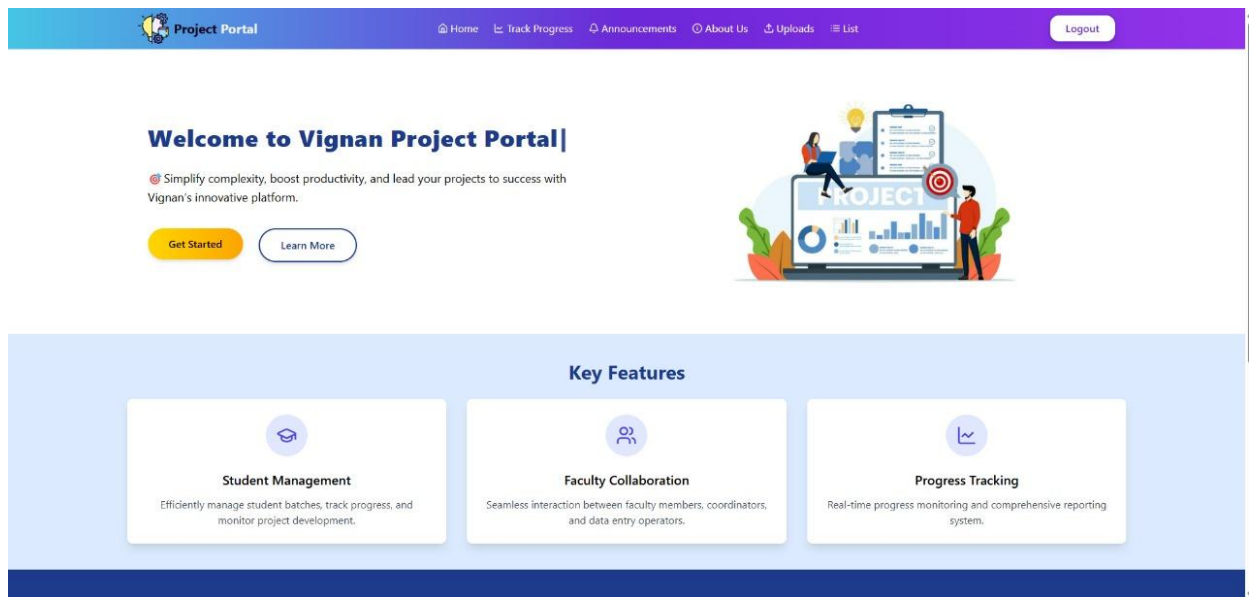 Project Portal
Home Track Progress Announcements About Us Uploads List
Logout
Welcome to Vignan Project Portal|
🎯 Simplify complexity, boost productivity, and lead your projects to success with
Vignan's innovative platform.
Get Started Learn More
PROJECT
Key Features
Student Management
Efficiently manage student batches, track progress, and
monitor project development.
Faculty Collaboration
Seamless interaction between faculty members, coordinators,
and data entry operators.
Progress Tracking
Real-time progress monitoring and comprehensive reporting
system.